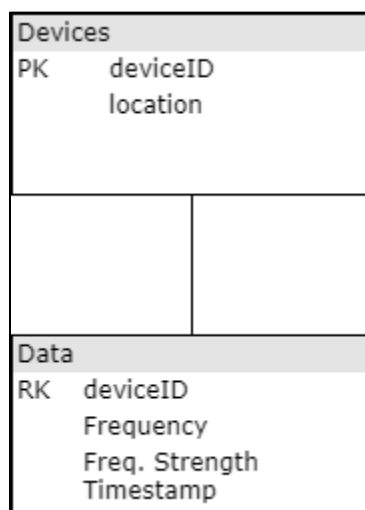 Devices
PK deviceID
location
Data
RK deviceID
Frequency
Freq. Strength
Timestamp